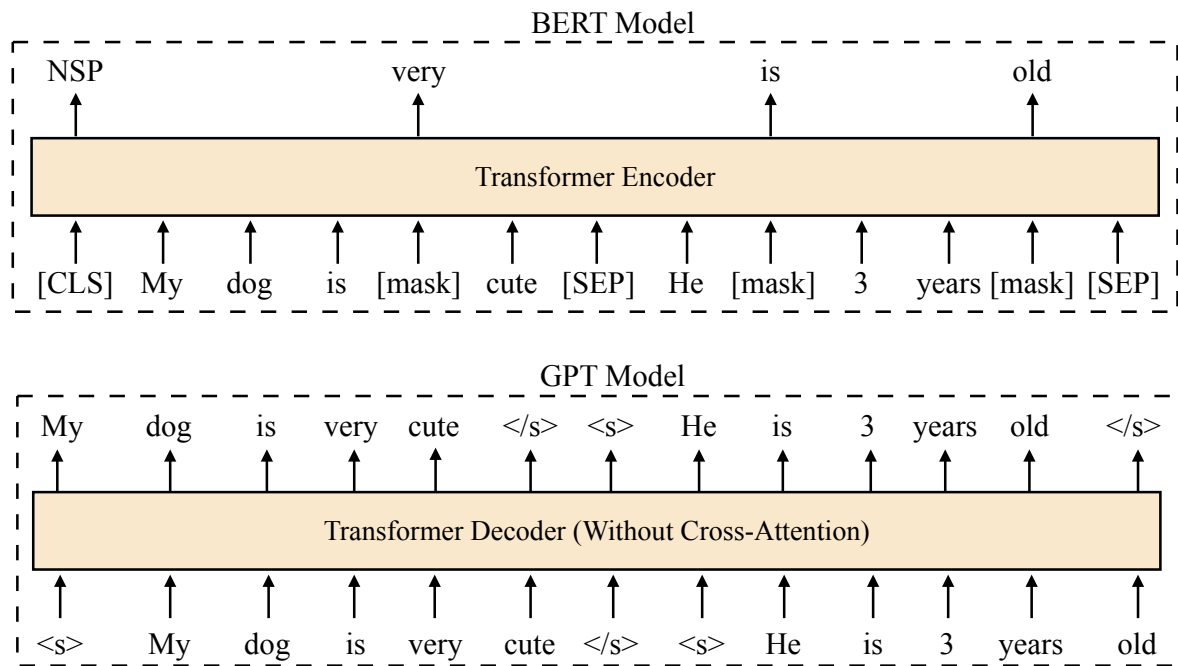 BERT Model
NSP very is old
Transformer Encoder
[CLS] My dog is [mask] cute [SEP] He [mask] 3 years [mask] [SEP]
GPT Model
My dog is very cute </s> <s> He is 3 years old </s>
Transformer Decoder (Without Cross-Attention)
<s> My dog is very cute </s> <s> He is 3 years old